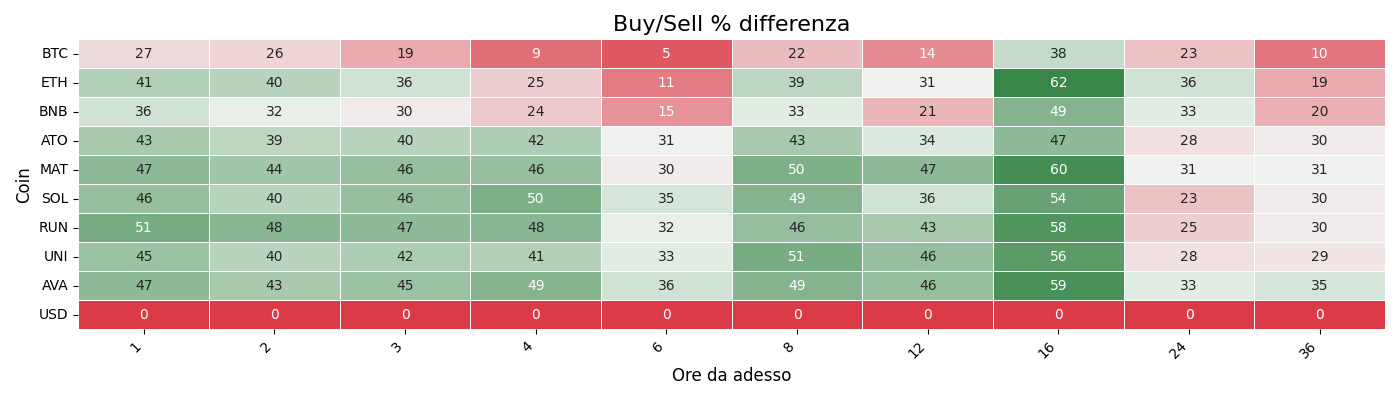 Buy/Sell % differenza
Coin
BTC 27 26 19 9 5 22 14 38 23 10
ETH 41 40 36 25 11 39 31 62 36 19
BNB 36 32 30 24 15 33 21 49 33 20
ATO 43 39 40 42 31 43 34 47 28 30
MAT 47 44 46 46 30 50 47 60 31 31
SOL 46 40 46 50 35 49 36 54 23 30
RUN 51 48 47 48 32 46 43 58 25 30
UNI 45 40 42 41 33 51 46 56 28 29
AVA 47 43 45 49 36 49 46 59 33 35
USD 0 0 0 0 0 0 0 0 0 0
1 2 3 4 6 8 12 16 24 36
Ore da adesso